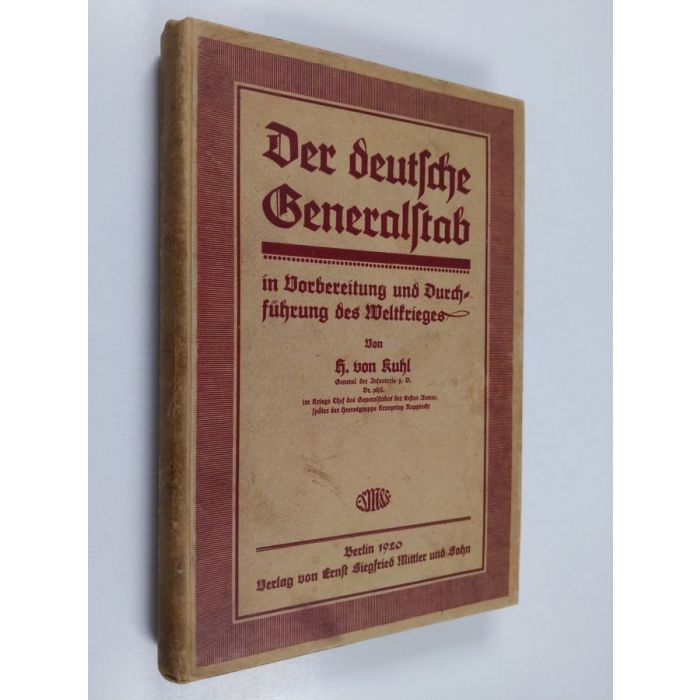 Der deutſche
Generalſtab
in Vorbereitung und Durch⸗
führung des Weltkrieges
Von
H. von Kuhl
General der Infanterie z. D.
Dr. phil.
im Kriege Chef des Generalſtabes der Erſten Armee,
ſpäter der Heeresgruppe Kronprinz Rupprecht
Berlin 1920
Verlag von Ernſt Siegfried Mittler und Sohn